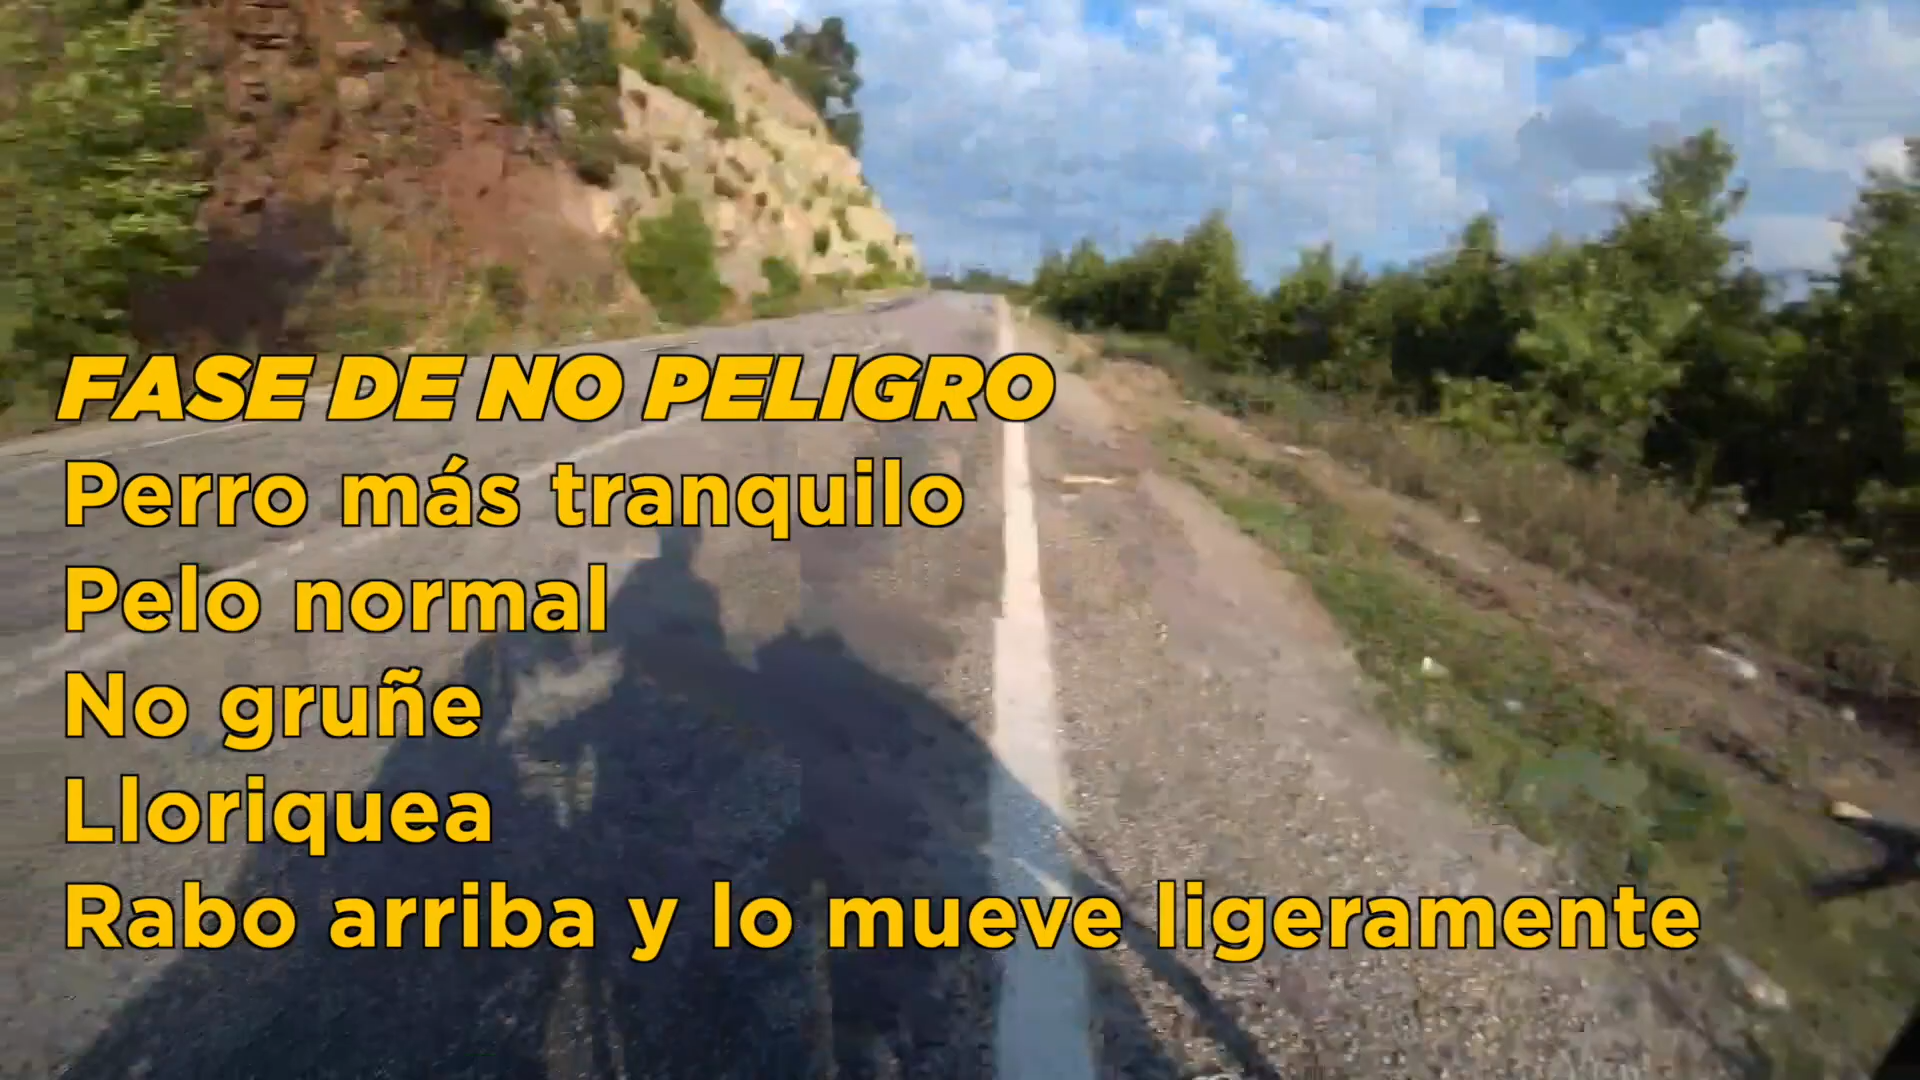 FASE DE NO PELIGRO
Perro más tranquilo
Pelo normal
No gruñe
Lloriquea
Rabo arriba y lo mueve ligeramente